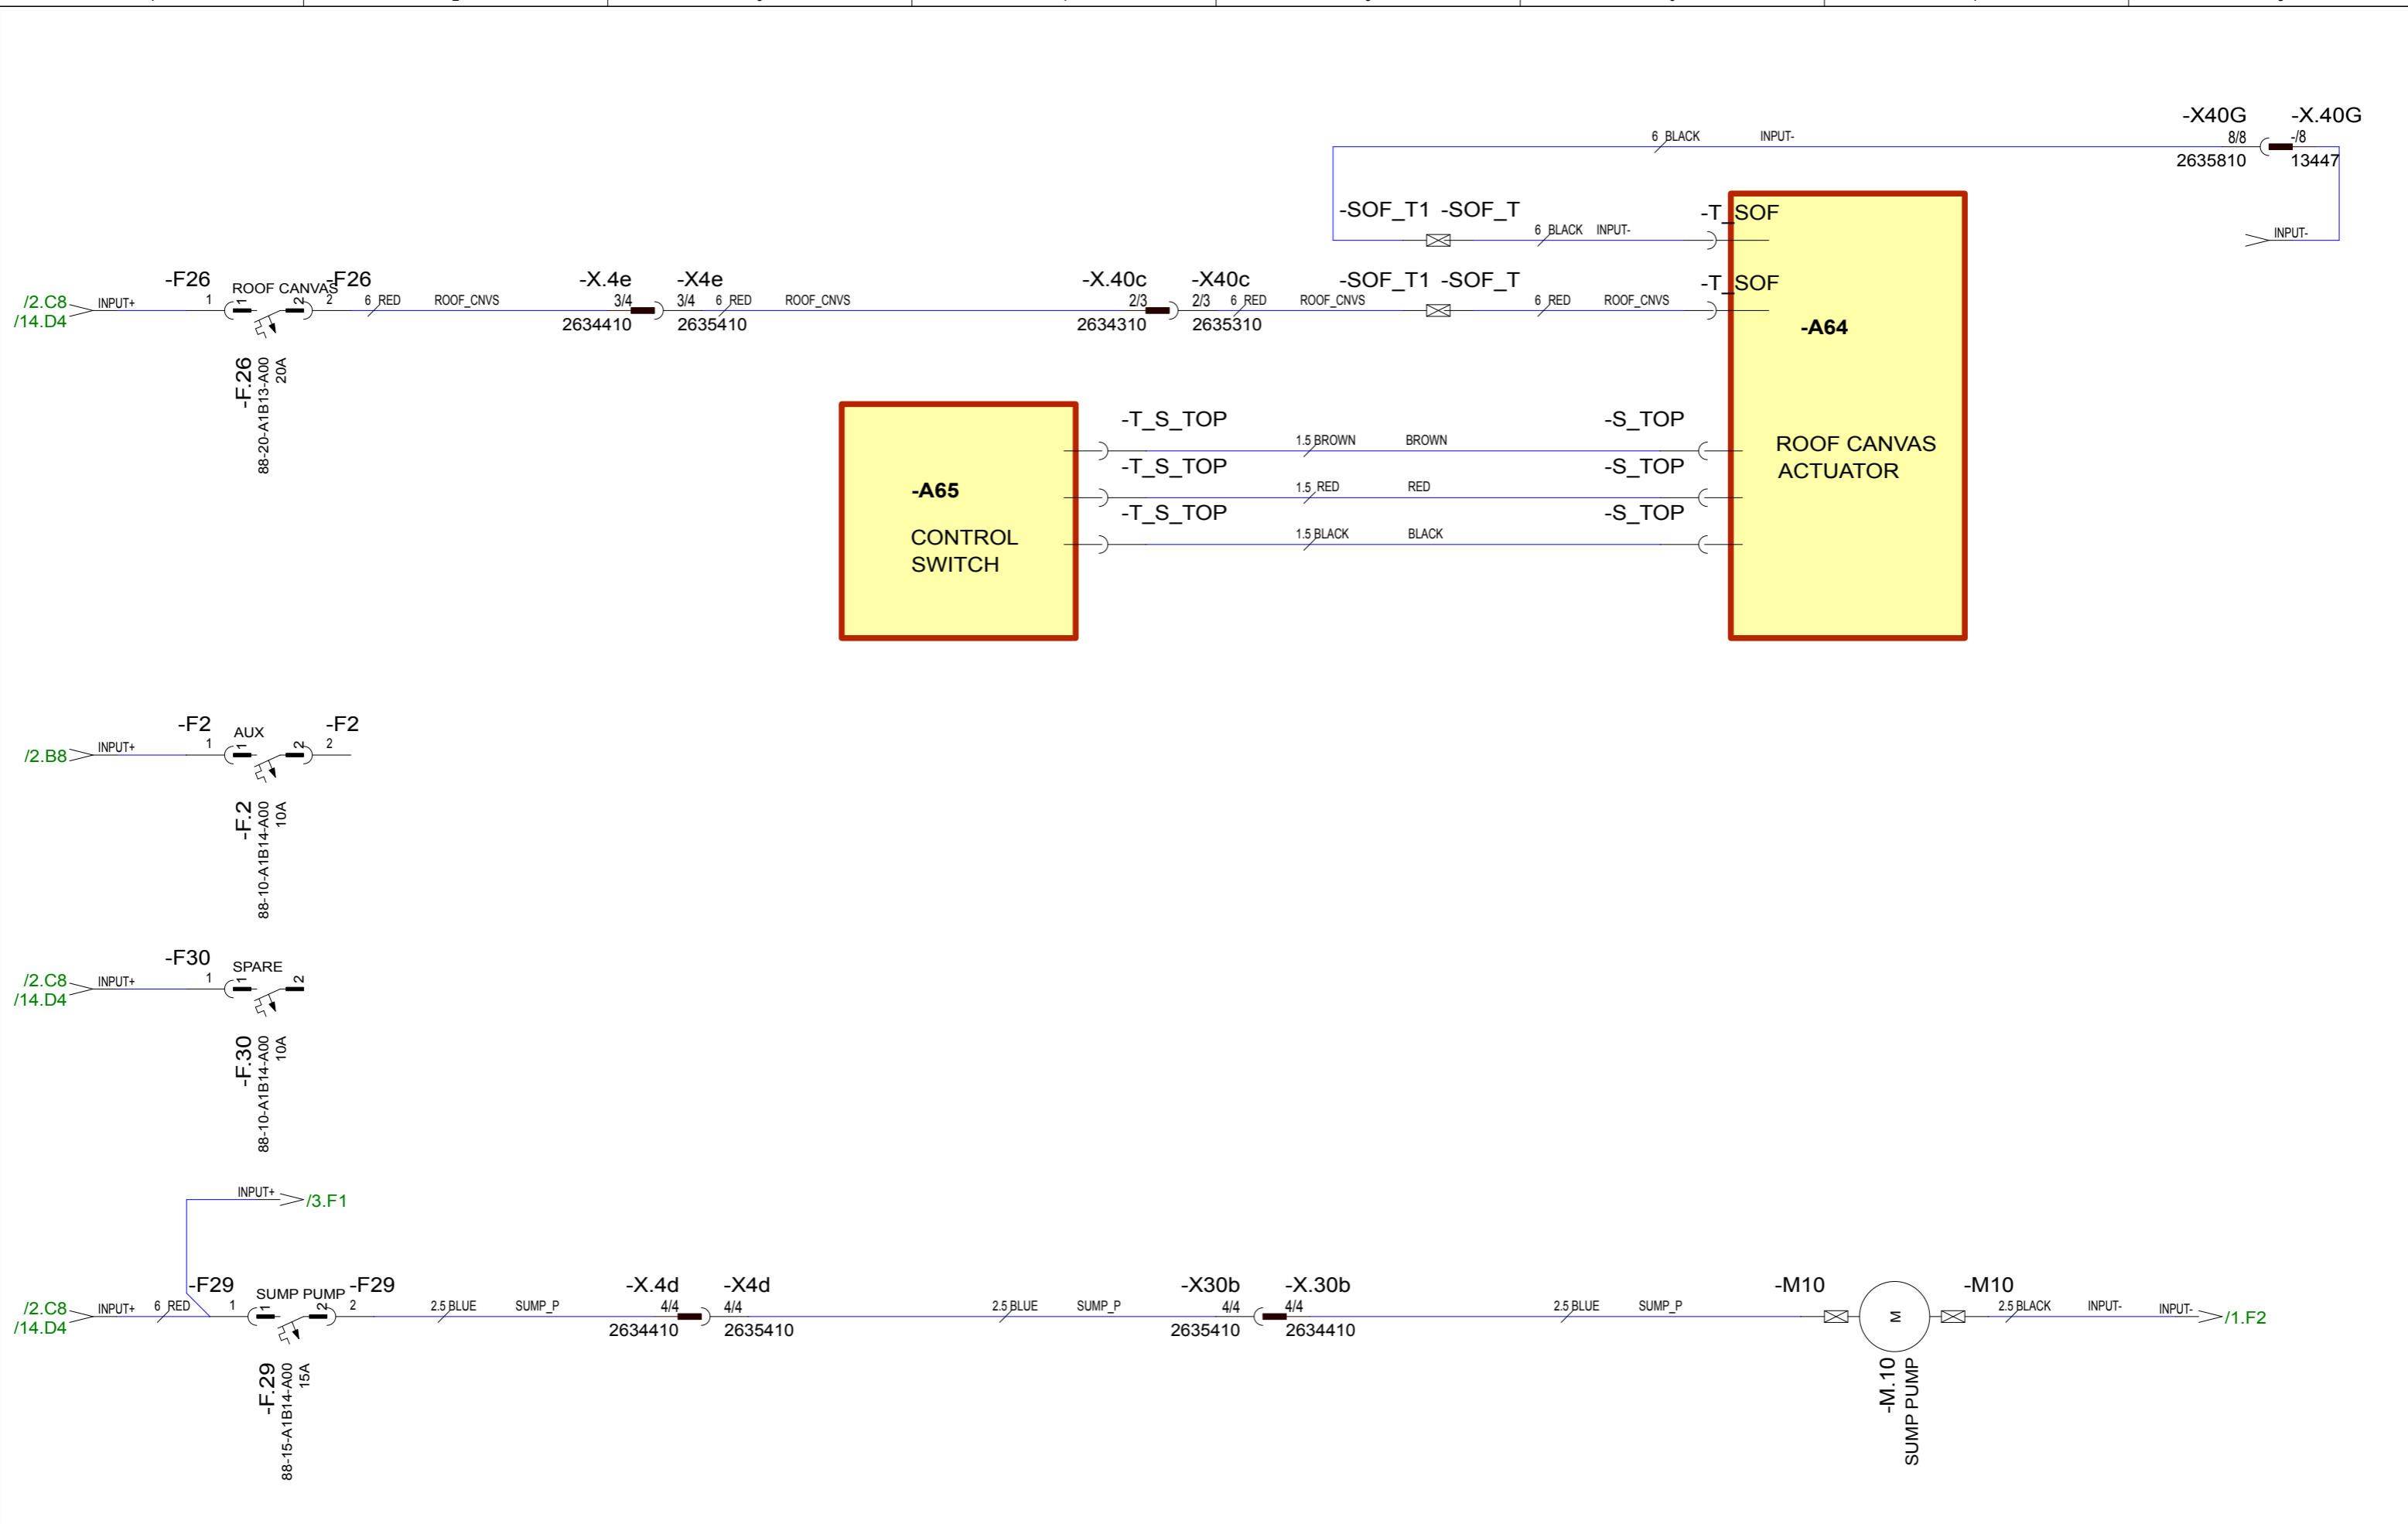 -X40G -X.40G
8/8 -/8
2635810 13447
6 BLACK INPUT-
-SOF_T1 -SOF_T -T_SOF
6 BLACK INPUT-
INPUT-
-F26 ROOF CANVAS -F26 -X.4e -X4e -X.40c -X40c -SOF_T1 -SOF_T -T_SOF
/2.C8 INPUT+ 1 1 2 2 6 RED ROOF_CNVS 3/4 3/4 6 RED ROOF_CNVS 2/3 2/3 6 RED ROOF_CNVS 6 RED ROOF_CNVS
/14.D4 2634410 2635410 2634310 2635310
-F.26
88-20-A1B13-A00
20A
-A64
ROOF CANVAS
ACTUATOR
-T_S_TOP -S_TOP
1.5 BROWN BROWN
-T_S_TOP -S_TOP
1.5 RED RED
-T_S_TOP -S_TOP
1.5 BLACK BLACK
-A65
CONTROL
SWITCH
-F2 AUX -F2
/2.B8 INPUT+ 1 1 2 2
-F.2
88-10-A1B14-A00
10A
-F30 SPARE
/2.C8 INPUT+ 1 1 2
/14.D4
-F.30
88-10-A1B14-A00
10A
INPUT+ /3.F1
-F29 SUMP PUMP -F29 -X.4d -X4d -X30b -X.30b -M10 -M10
/2.C8 INPUT+ 6 RED 1 1 2 2 2.5 BLUE SUMP_P 4/4 4/4 2.5 BLUE SUMP_P 4/4 4/4 2.5 BLUE SUMP_P M 2.5 BLACK INPUT- INPUT- /1.F2
/14.D4 2634410 2635410 2635410 2634410
-F.29
88-15-A1B14-A00
15A
-M.10
SUMP PUMP